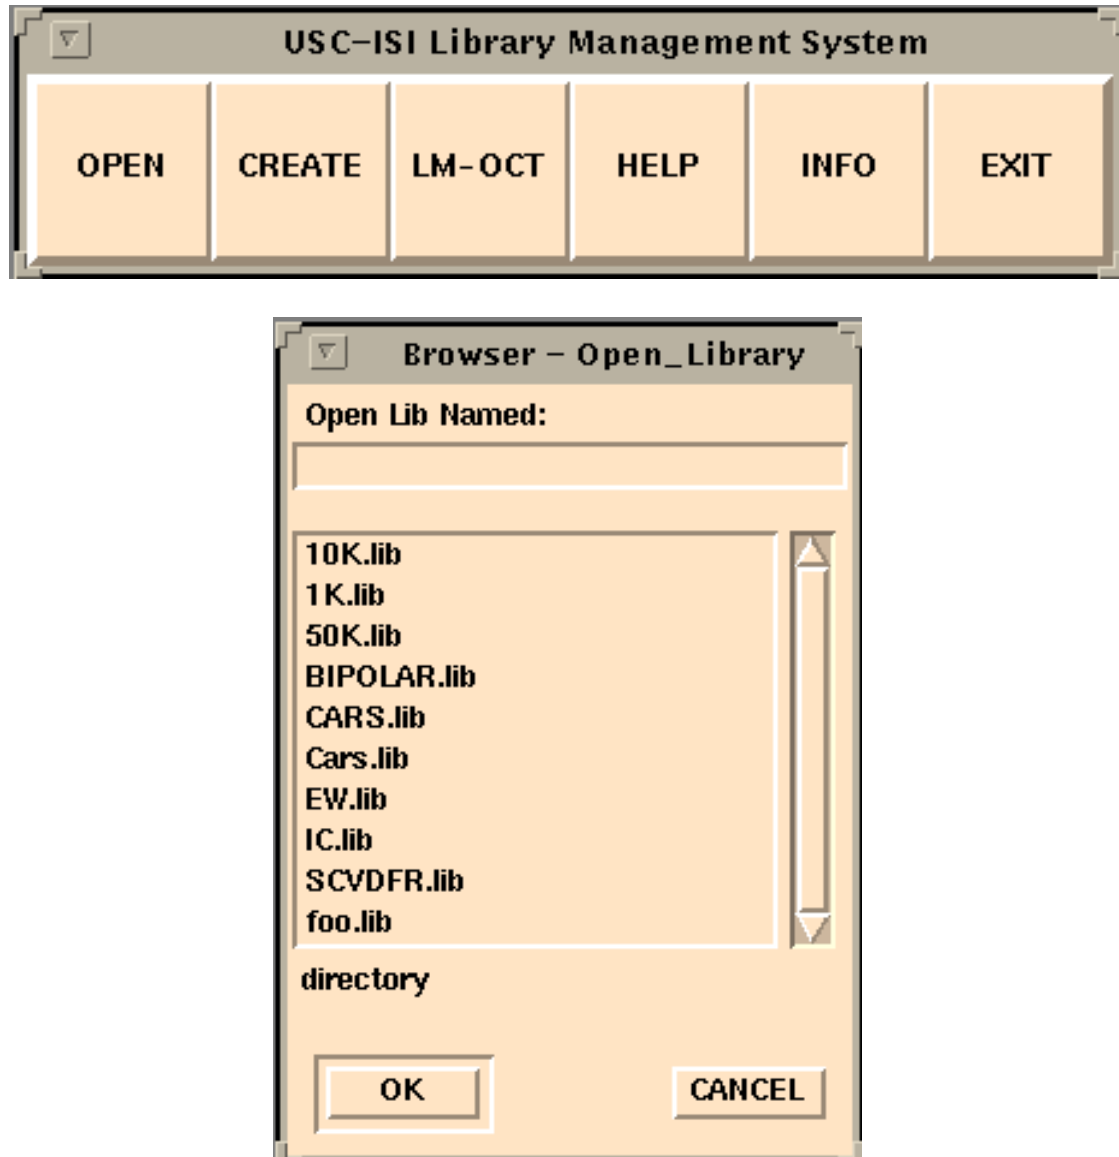 USC-ISI Library Management System
OPEN CREATE LM-OCT HELP INFO EXIT
Browser - Open_Library
Open Lib Named:
10K.lib
1K.lib
50K.lib
BIPOLAR.lib
CARS.lib
Cars.lib
EW.lib
IC.lib
SCVDFR.lib
foo.lib
directory
OK CANCEL